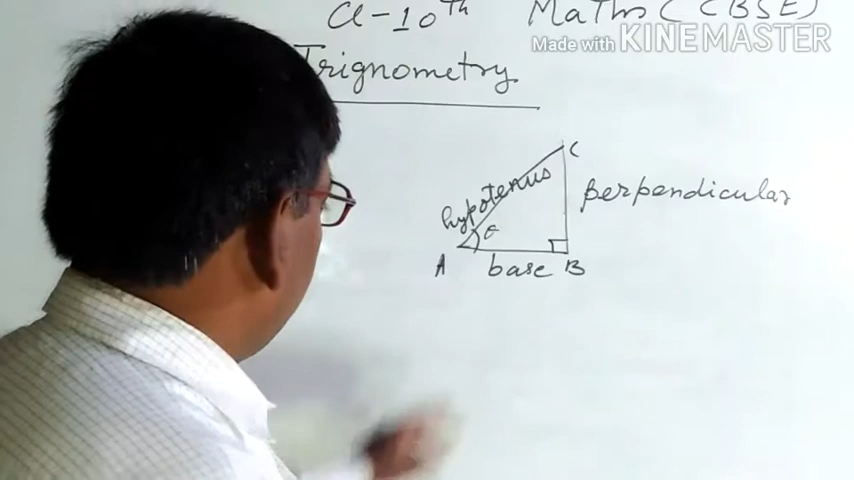 Cl-10th Maths (CBSE)
Made with KINEMASTER
Trignometry
C
hypotenus
perpendicular
θ
A
base
B